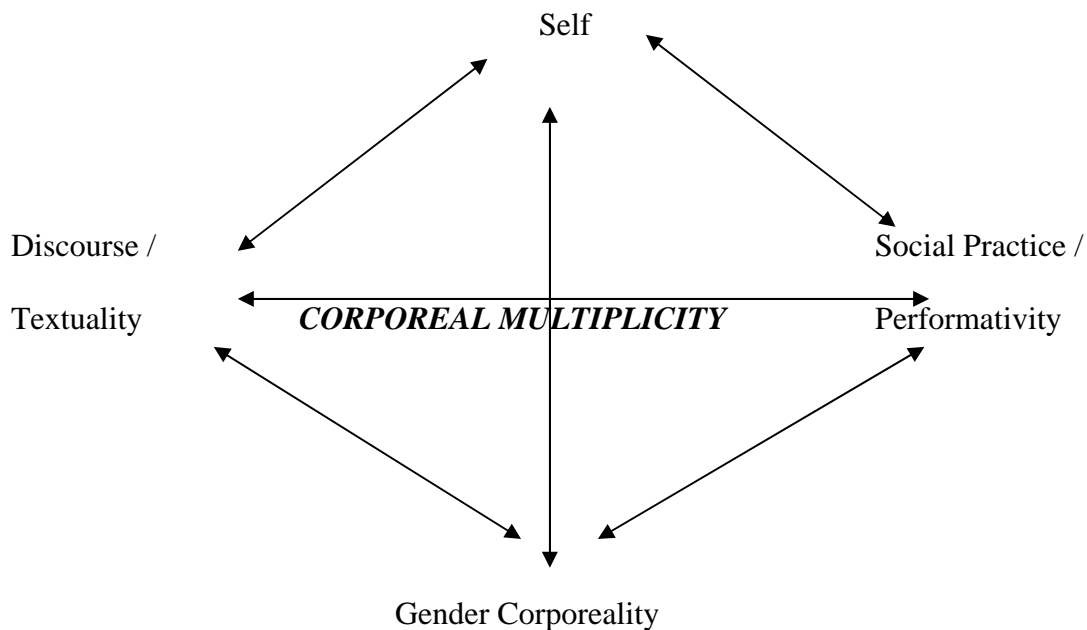 Self
Discourse /
Social Practice /
Textuality
CORPOREAL MULTIPLICITY
Performativity
Gender Corporeality